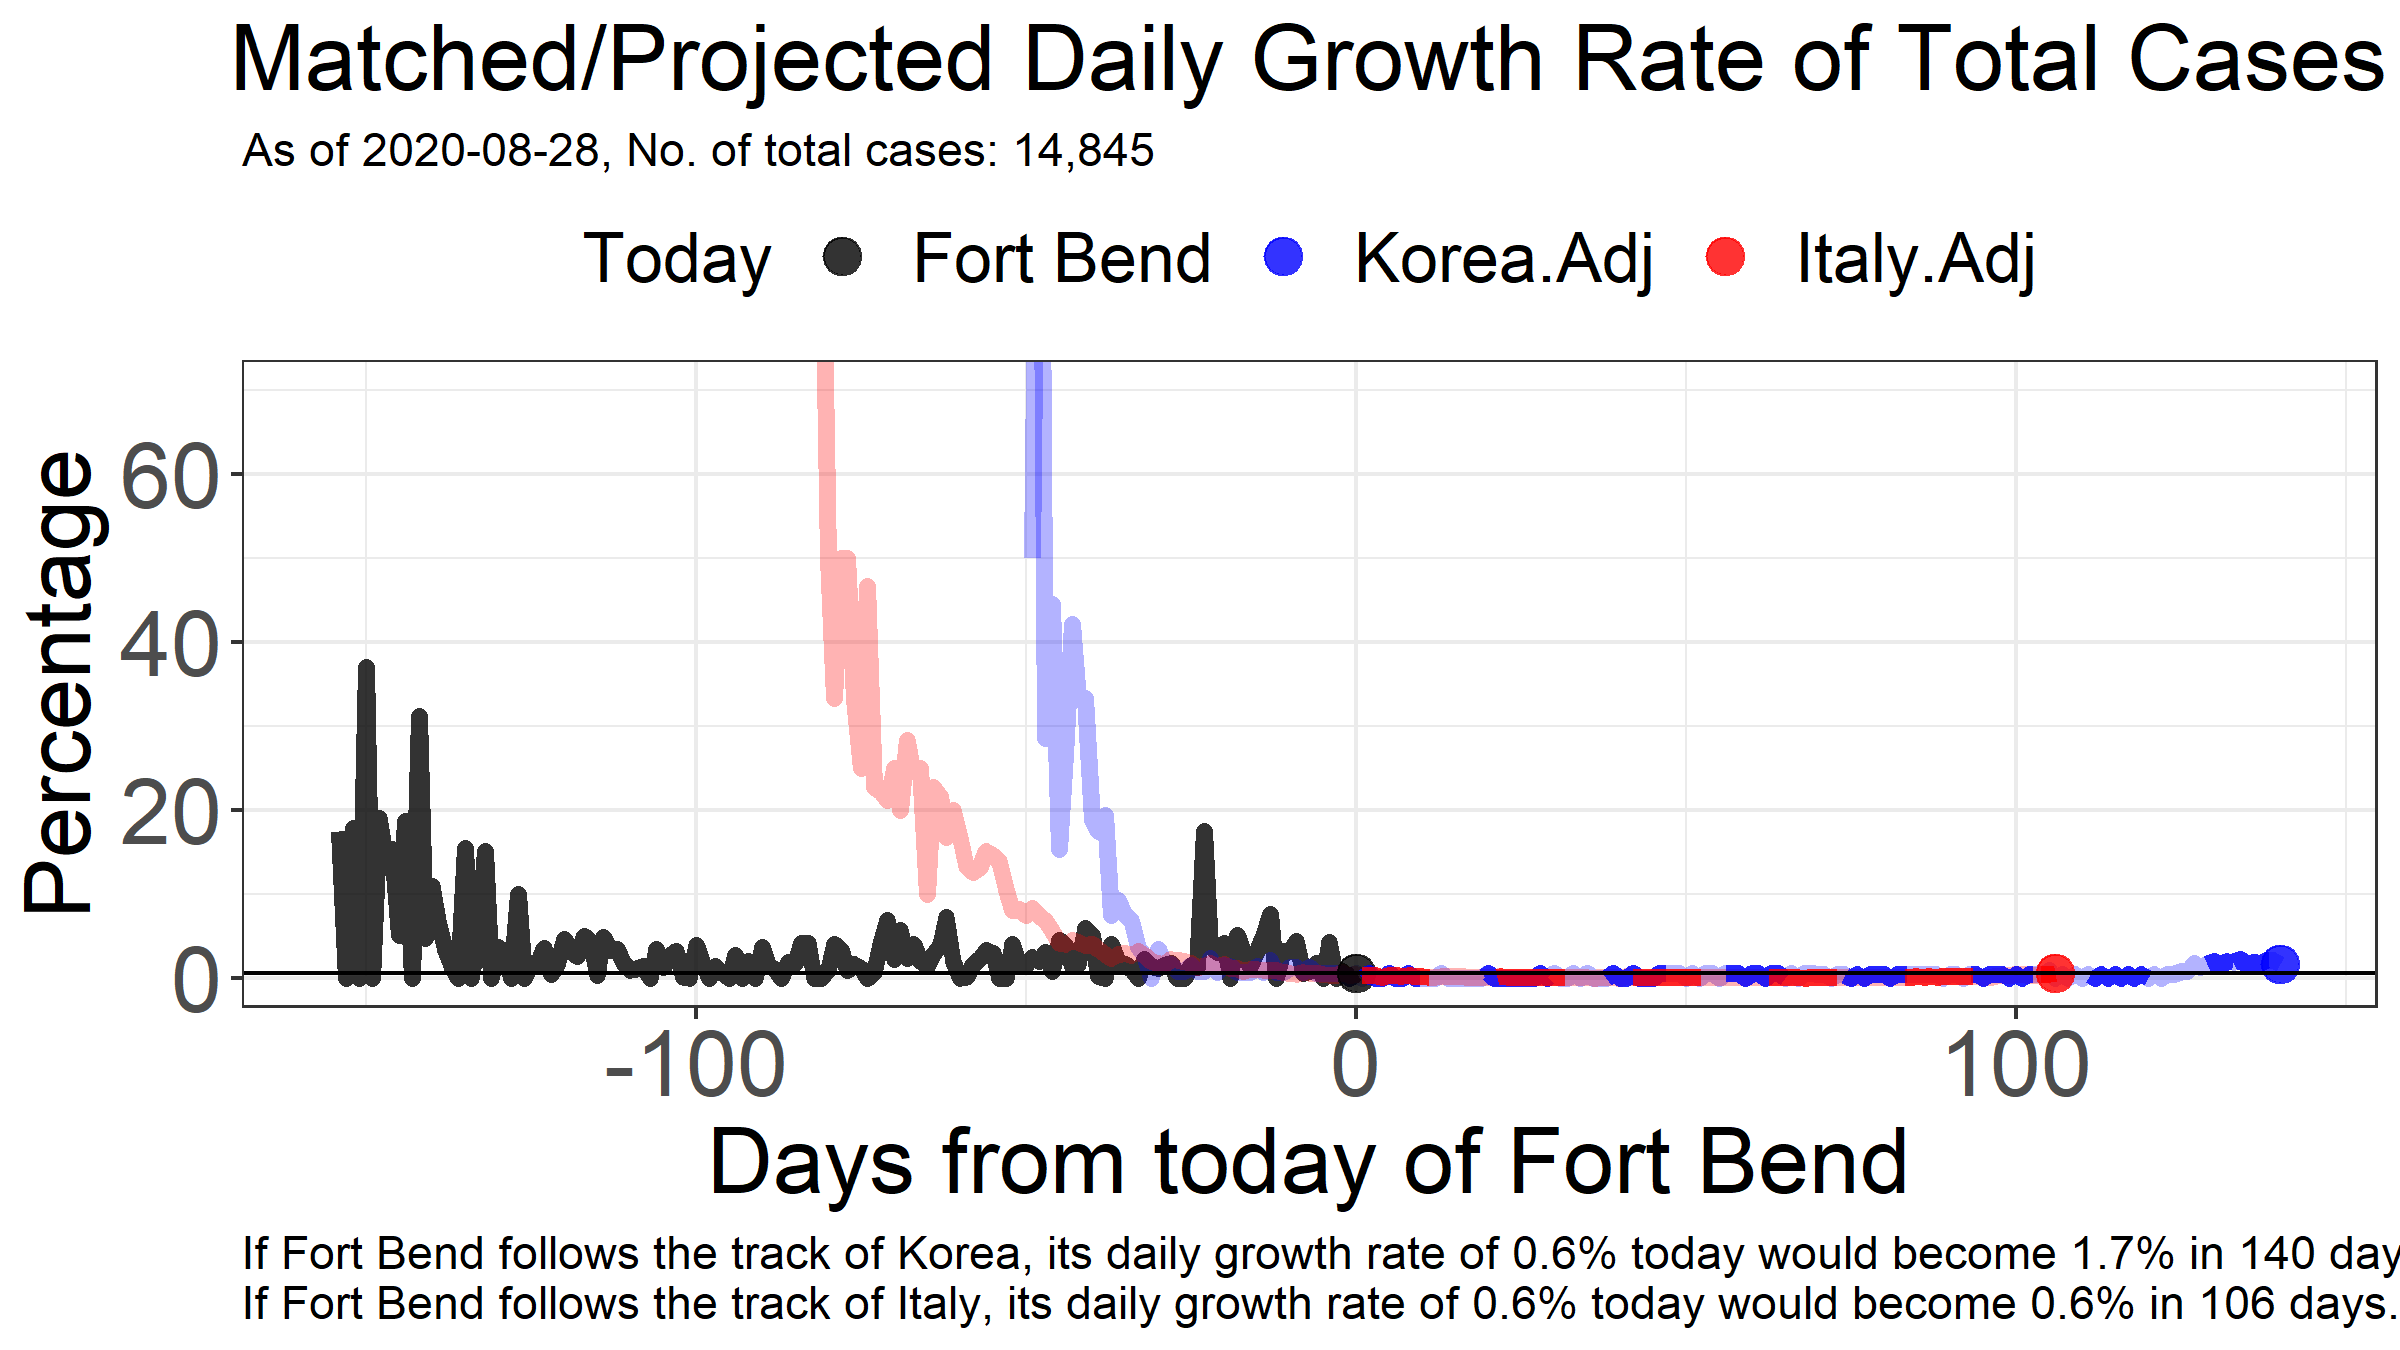 Matched/Projected Daily Growth Rate of Total Cases
As of 2020-08-28, No. of total cases: 14,845
Today Fort Bend Korea.Adj Italy.Adj
Percentage
60
40
20
0
-100 0 100
Days from today of Fort Bend
If Fort Bend follows the track of Korea, its daily growth rate of 0.6% today would become 1.7% in 140 day
If Fort Bend follows the track of Italy, its daily growth rate of 0.6% today would become 0.6% in 106 days.